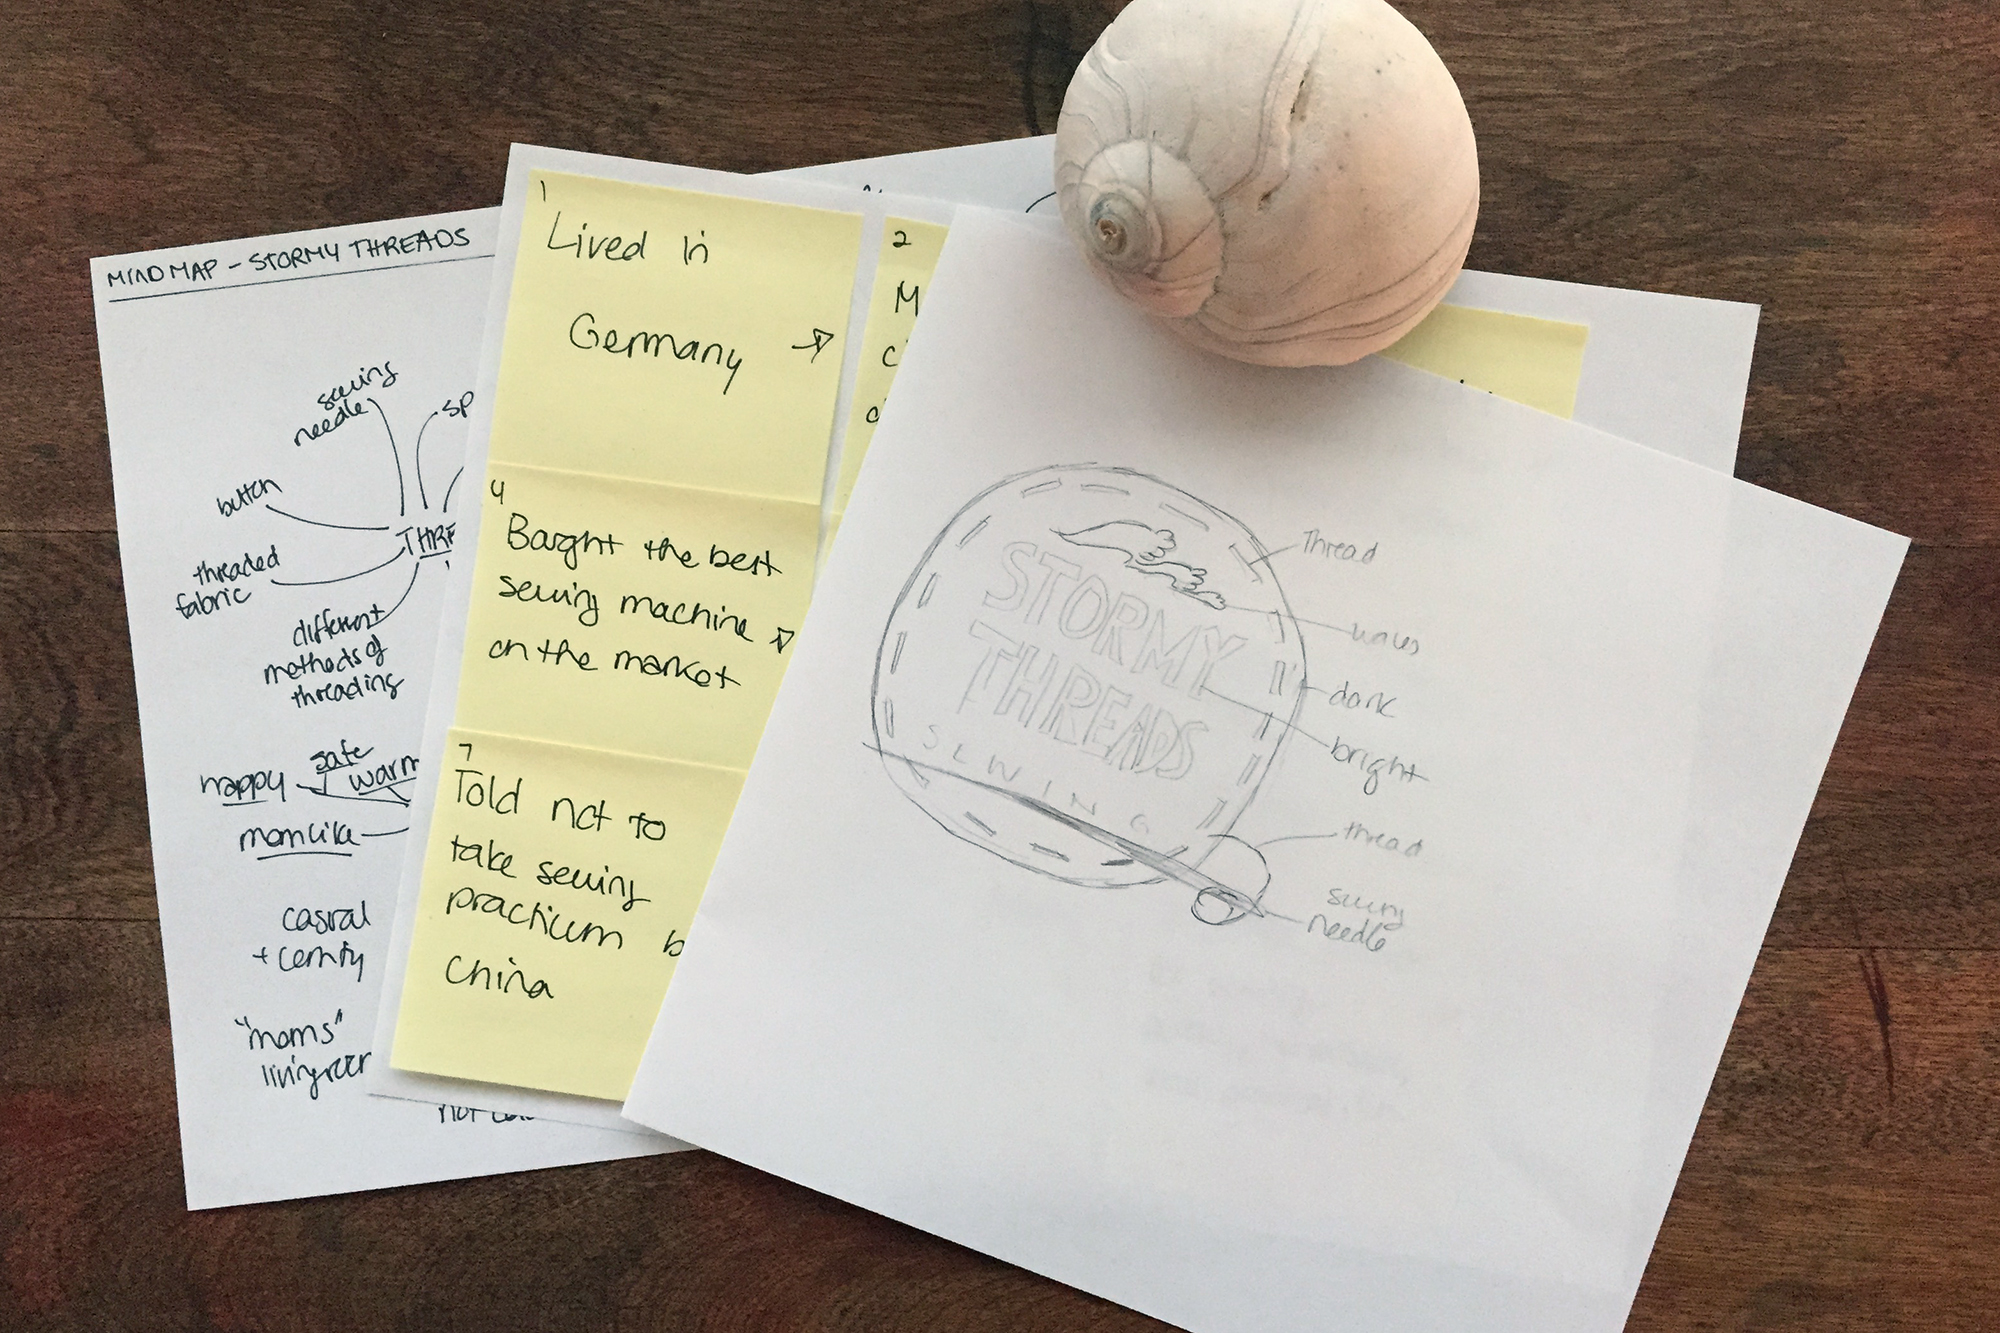 MIND MAP - STORMY THREADS
sewing
needle
sp
button
THRE
threaded
fabric
different
methods of
threading
happy
safe
warm
momlike
casual
+ comfy
"moms"
living
not
1
Lived in
Germany
2
M
c
4
Bought the best
sewing machine
on the market
7
Told not to
take sewing
practicum b
China
STORMY
THREADS
SEWING
Thread
waves
dark
bright
thread
sewing
needle